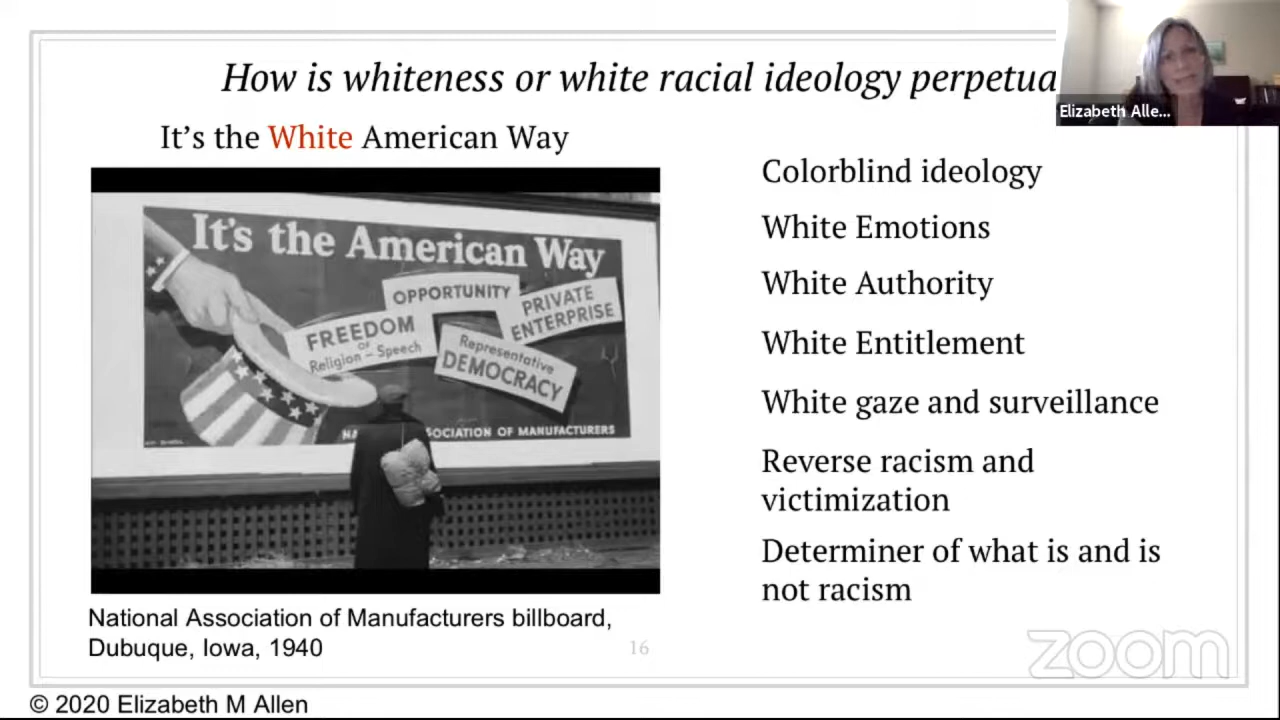 How is whiteness or white racial ideology perpetua
Elizabeth Alle...
It’s the White American Way
It's the American Way
OPPORTUNITY
PRIVATE
ENTERPRISE
FREEDOM
OF
Religion – Speech
Representative
DEMOCRACY
NA SOCIATION OF MANUFACTURERS
National Association of Manufacturers billboard,
Dubuque, Iowa, 1940
Colorblind ideology
White Emotions
White Authority
White Entitlement
White gaze and surveillance
Reverse racism and
victimization
Determiner of what is and is
not racism
16
zoom
© 2020 Elizabeth M Allen